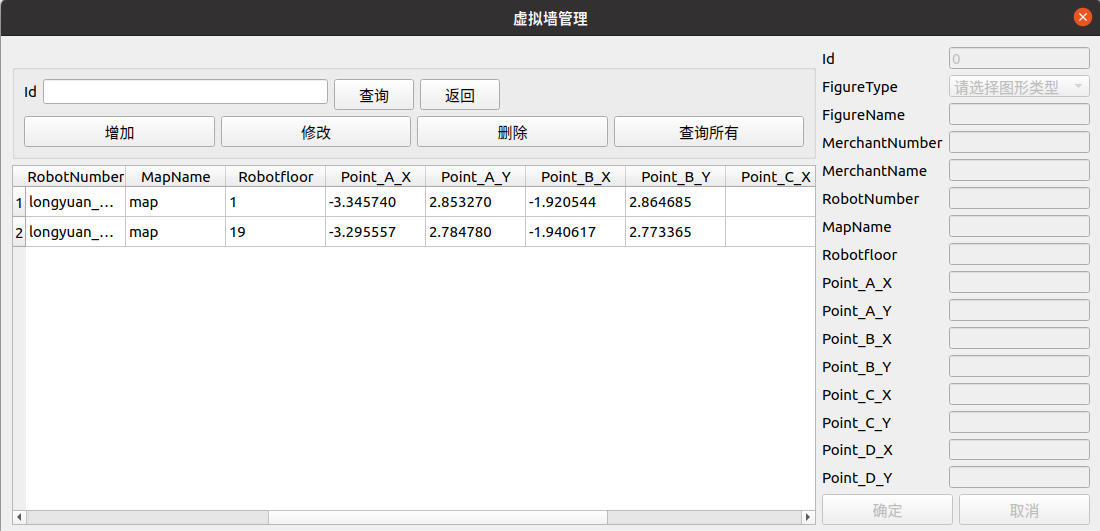 虚拟墙管理
Id 查询 返回
增加 修改 删除 查询所有
RobotNumber MapName Robotfloor Point_A_X Point_A_Y Point_B_X Point_B_Y Point_C_X
1 longyuan_... map 1 -3.345740 2.853270 -1.920544 2.864685
2 longyuan_... map 19 -3.295557 2.784780 -1.940617 2.773365
Id 0
FigureType 请选择图形类型
FigureName
MerchantNumber
MerchantName
RobotNumber
MapName
Robotfloor
Point_A_X
Point_A_Y
Point_B_X
Point_B_Y
Point_C_X
Point_C_Y
Point_D_X
Point_D_Y
确定 取消